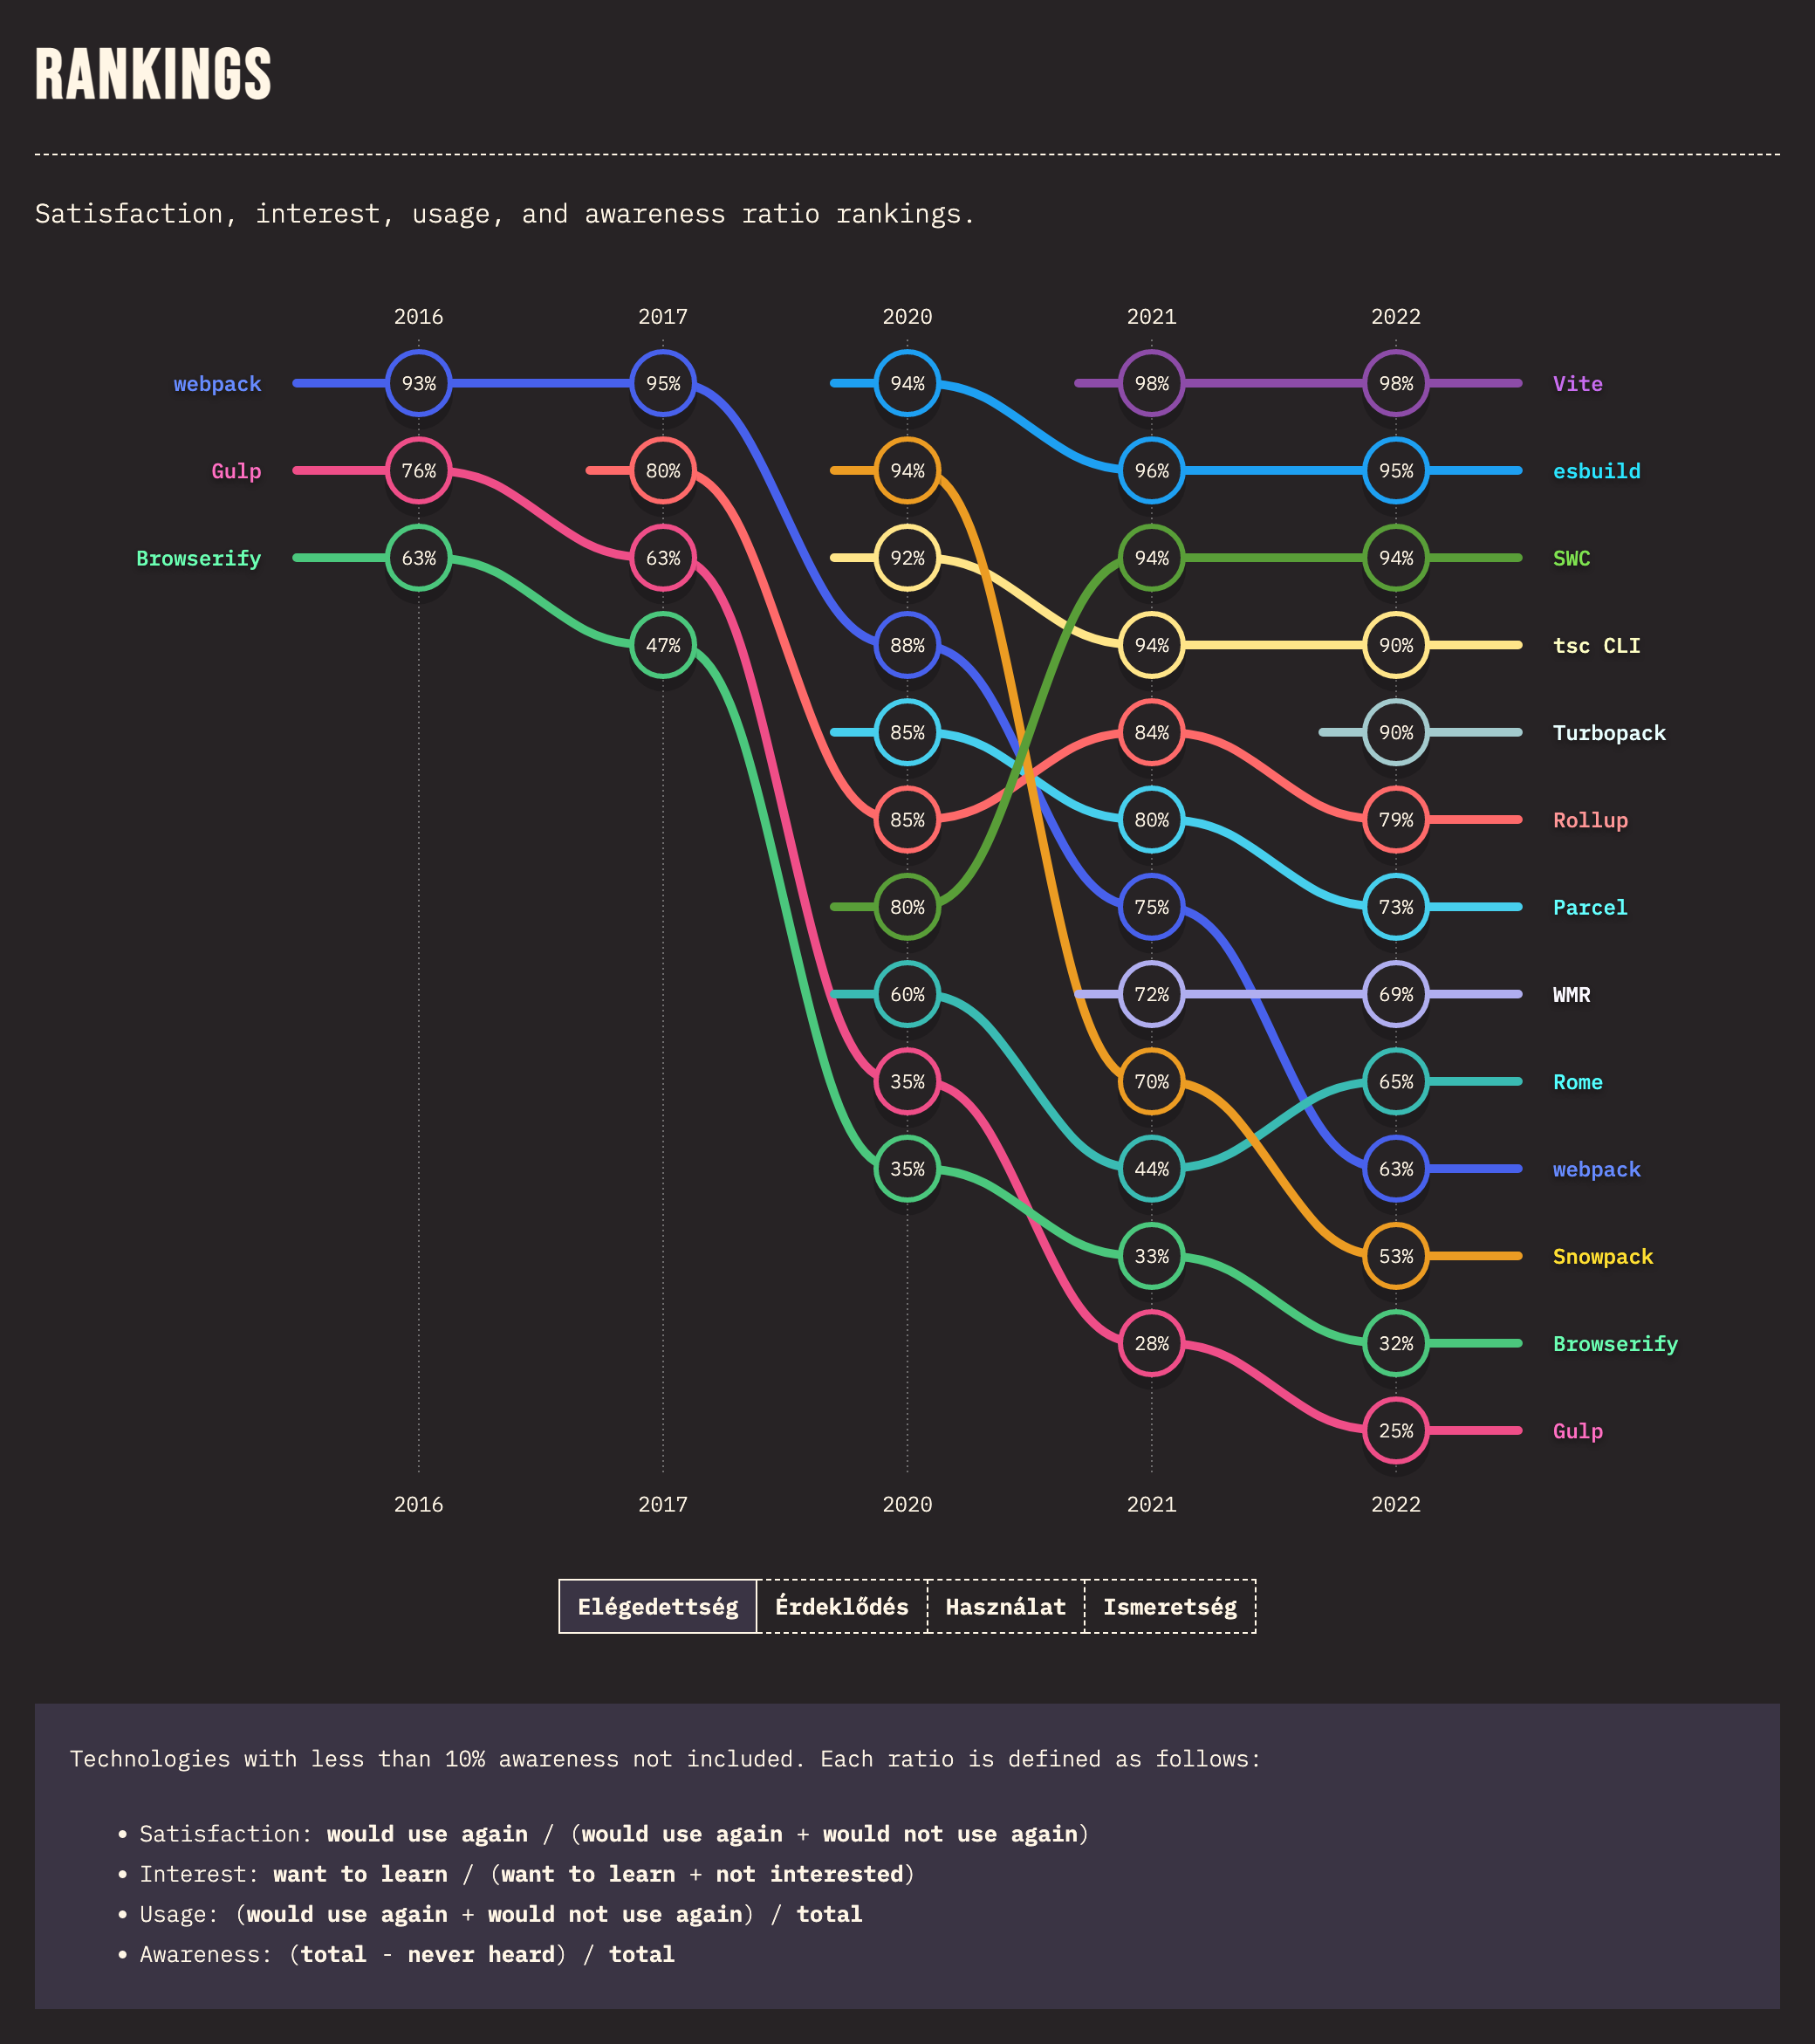 RANKINGS
Satisfaction, interest, usage, and awareness ratio rankings.
2016 2017 2020 2021 2022
webpack 93% 95% 94% 98% 98% Vite
Gulp 76% 80% 94% 96% 95% esbuild
Browserify 63% 63% 92% 94% 94% SWC
47% 88% 94% 90% tsc CLI
85% 84% 90% Turbopack
85% 80% 79% Rollup
80% 75% 73% Parcel
60% 72% 69% WMR
35% 70% 65% Rome
35% 44% 63% webpack
33% 53% Snowpack
28% 32% Browserify
25% Gulp
2016 2017 2020 2021 2022
Elégedettség Érdeklődés Használat Ismeretség
Technologies with less than 10% awareness not included. Each ratio is defined as follows:
• Satisfaction: would use again / (would use again + would not use again)
• Interest: want to learn / (want to learn + not interested)
• Usage: (would use again + would not use again) / total
• Awareness: (total - never heard) / total